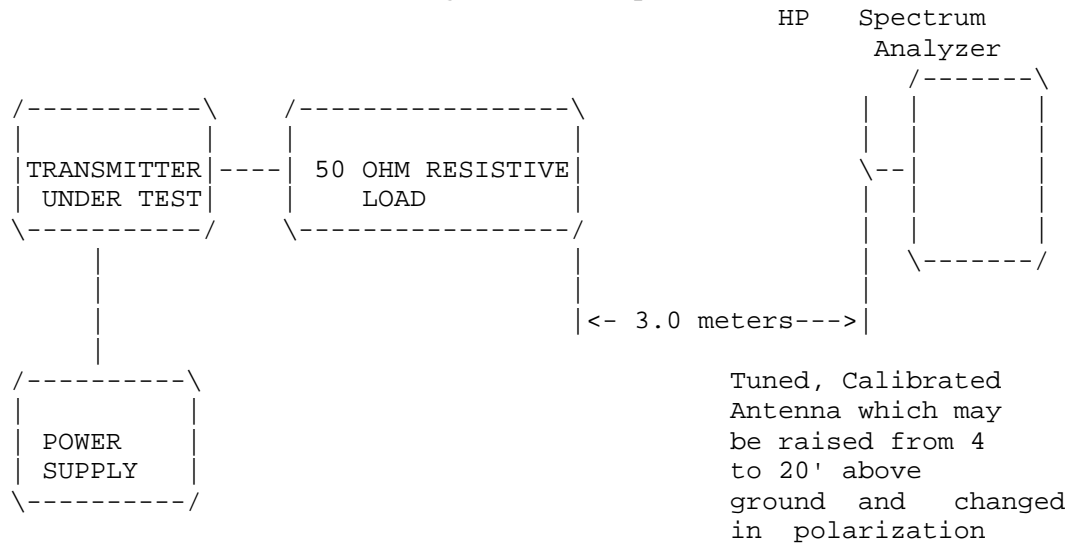 HP Spectrum
Analyzer
TRANSMITTER
UNDER TEST
50 OHM RESISTIVE
LOAD
<- 3.0 meters--->
POWER
SUPPLY
Tuned, Calibrated
Antenna which may
be raised from 4
to 20' above
ground and changed
in polarization